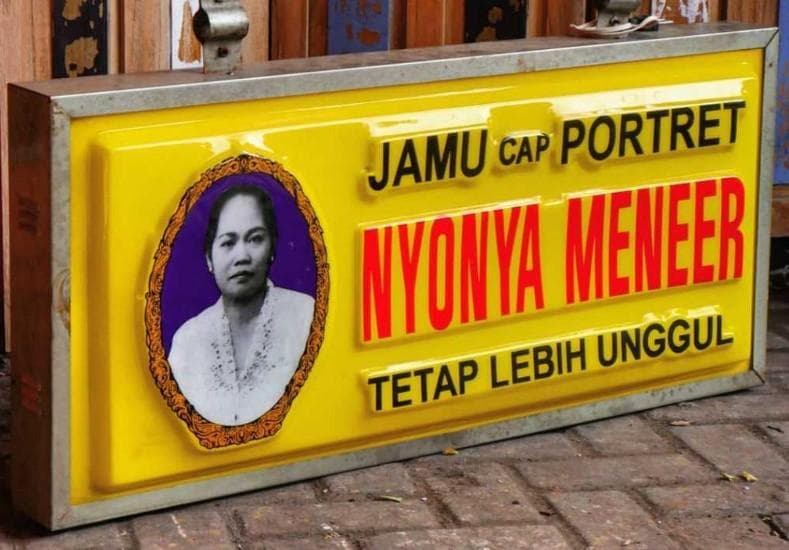 JAMU CAP PORTRET
NYONYA MENEER
TETAP LEBIH UNGGUL